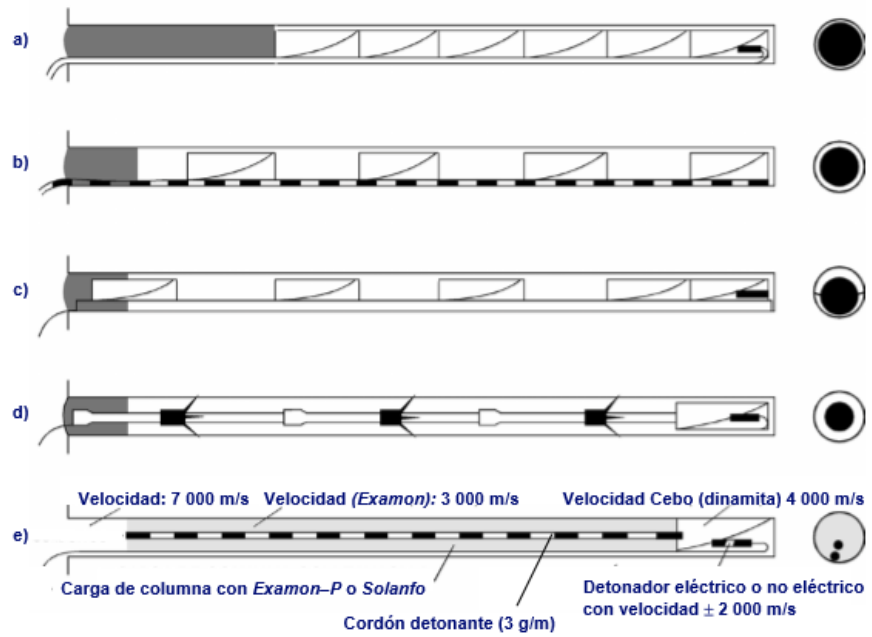 a)
b)
c)
d)
Velocidad: 7 000 m/s
Velocidad (Examon): 3 000 m/s
Velocidad Cebo (dinamita) 4 000 m/s
e)
Carga de columna con Examon–P o Solanfo
Detonador eléctrico o no eléctrico
con velocidad ± 2 000 m/s
Cordón detonante (3 g/m)